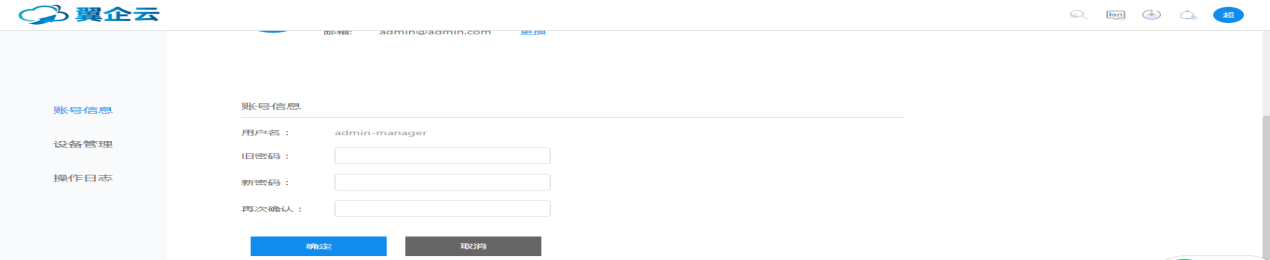 翼企云
lan
超
邮箱: admin@admin.com 更换
账号信息
设备管理
操作日志
账号信息
用户名： admin-manager
旧密码：
新密码：
再次确认：
确定 取消